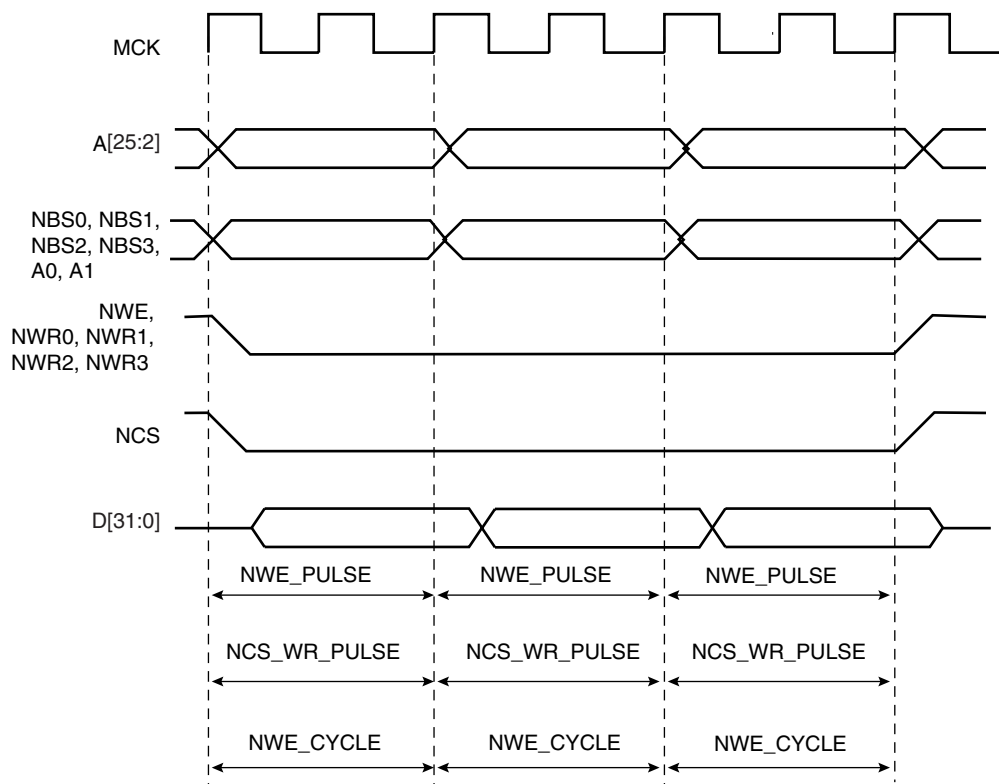 MCK
A[25:2]
NBS0, NBS1,
NBS2, NBS3,
A0, A1
NWE,
NWR0, NWR1,
NWR2, NWR3
NCS
D[31:0]
NWE_PULSE NWE_PULSE NWE_PULSE
NCS_WR_PULSE NCS_WR_PULSE NCS_WR_PULSE
NWE_CYCLE NWE_CYCLE NWE_CYCLE